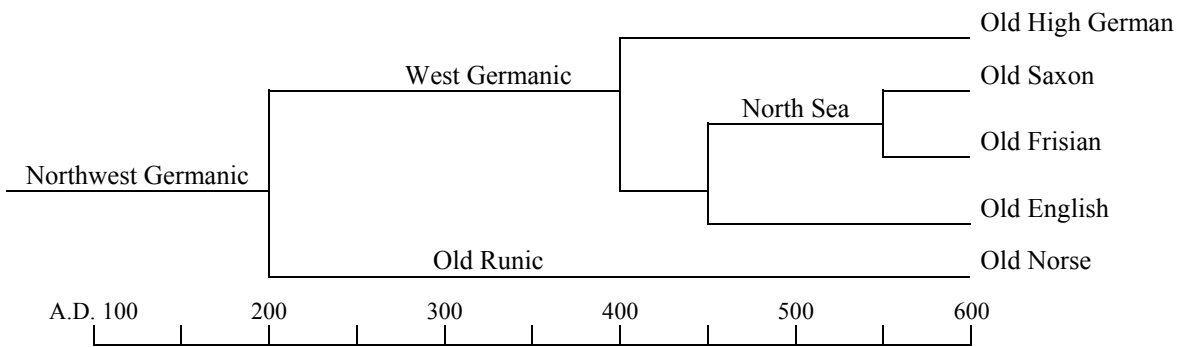 Old High German
West Germanic
Old Saxon
North Sea
Old Frisian
Northwest Germanic
Old English
Old Runic
Old Norse
A.D. 100 200 300 400 500 600